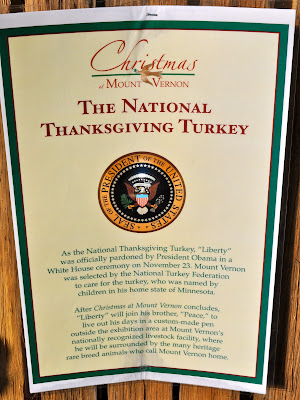 Christmas
at MOUNT VERNON
THE NATIONAL
THANKSGIVING TURKEY
SEAL OF THE PRESIDENT OF THE UNITED STATES
As the National Thanksgiving Turkey, “Liberty”
was officially pardoned by President Obama in a
White House ceremony on November 23. Mount Vernon
was selected by the National Turkey Federation
to care for the turkey, who was named by
children in his home state of Minnesota.
After Christmas at Mount Vernon concludes,
“Liberty” will join his brother, “Peace,” to
live out his days in a custom-made pen
outside the exhibition area at Mount Vernon’s
nationally recognized livestock facility, where
he will be surrounded by the many heritage
rare breed animals who call Mount Vernon home.